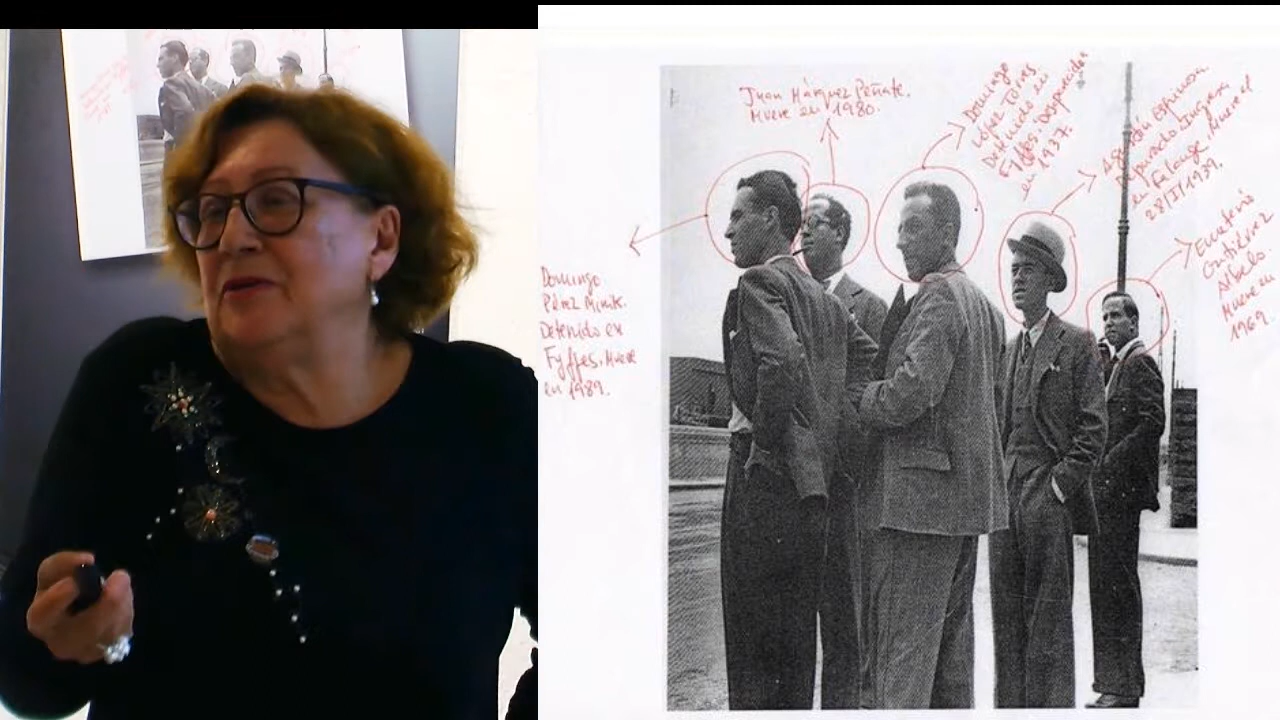 Domingo
Pérez Minik.
Detenido en
Fyffes. Muere
en 1989.
Juan Márquez Peñate.
Muere en 1980.
Domingo
López Torres.
Detenido en
Fyffes. Desaparecido
en 1937.
Agustín Espinosa
Depurado. Ingresa
en Falange. Muere el
28/I/1939.
Emeterio
Gutiérrez
Albelo.
Muere en
1969.